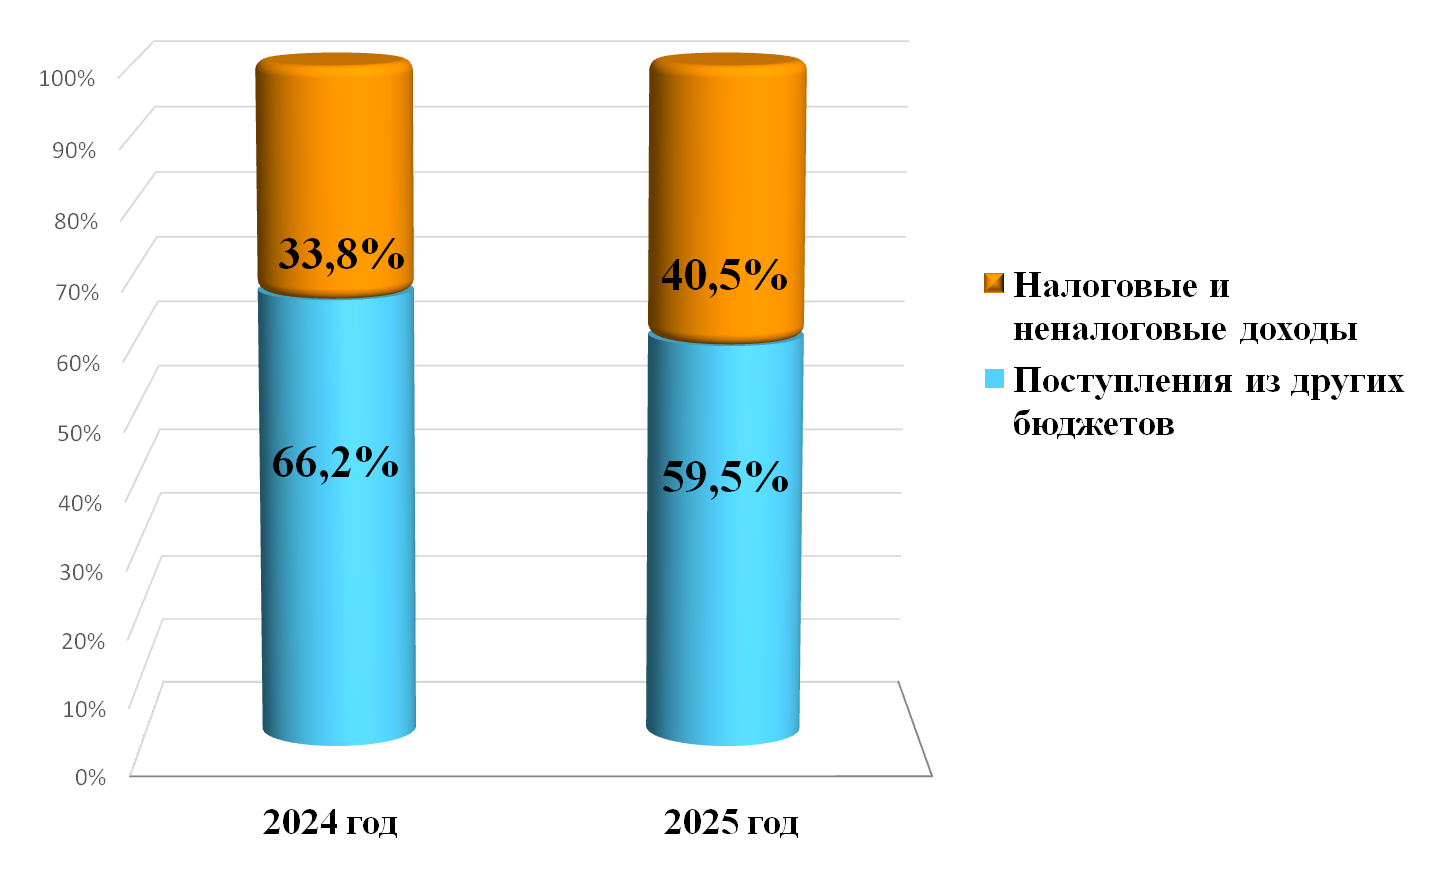 100%
90%
80%
70%
60%
50%
40%
30%
20%
10%
0%
33,8%
40,5%
66,2%
59,5%
2024 год
2025 год
Налоговые и
неналоговые доходы
Поступления из других
бюджетов